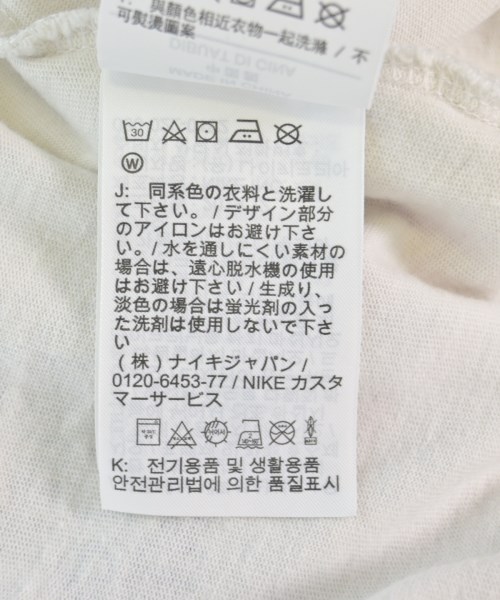 T: 與顏色相近衣物一起洗滌 / 不
可熨燙圖案
30
W
J: 同系色の衣料と洗濯し
て下さい。/ デザイン部分
のアイロンはお避け下さ
い。/ 水を通しにくい素材の
場合は、遠心脱水機の使用
はお避け下さい / 生成り、
淡色の場合は蛍光剤の入っ
た洗剤は使用しないで下さ
い
(株) ナイキジャパン /
0120-6453-77 / NIKE カスタ
マーサービス
K: 전기용품 및 생활용품
안전관리법에 의한 품질표시